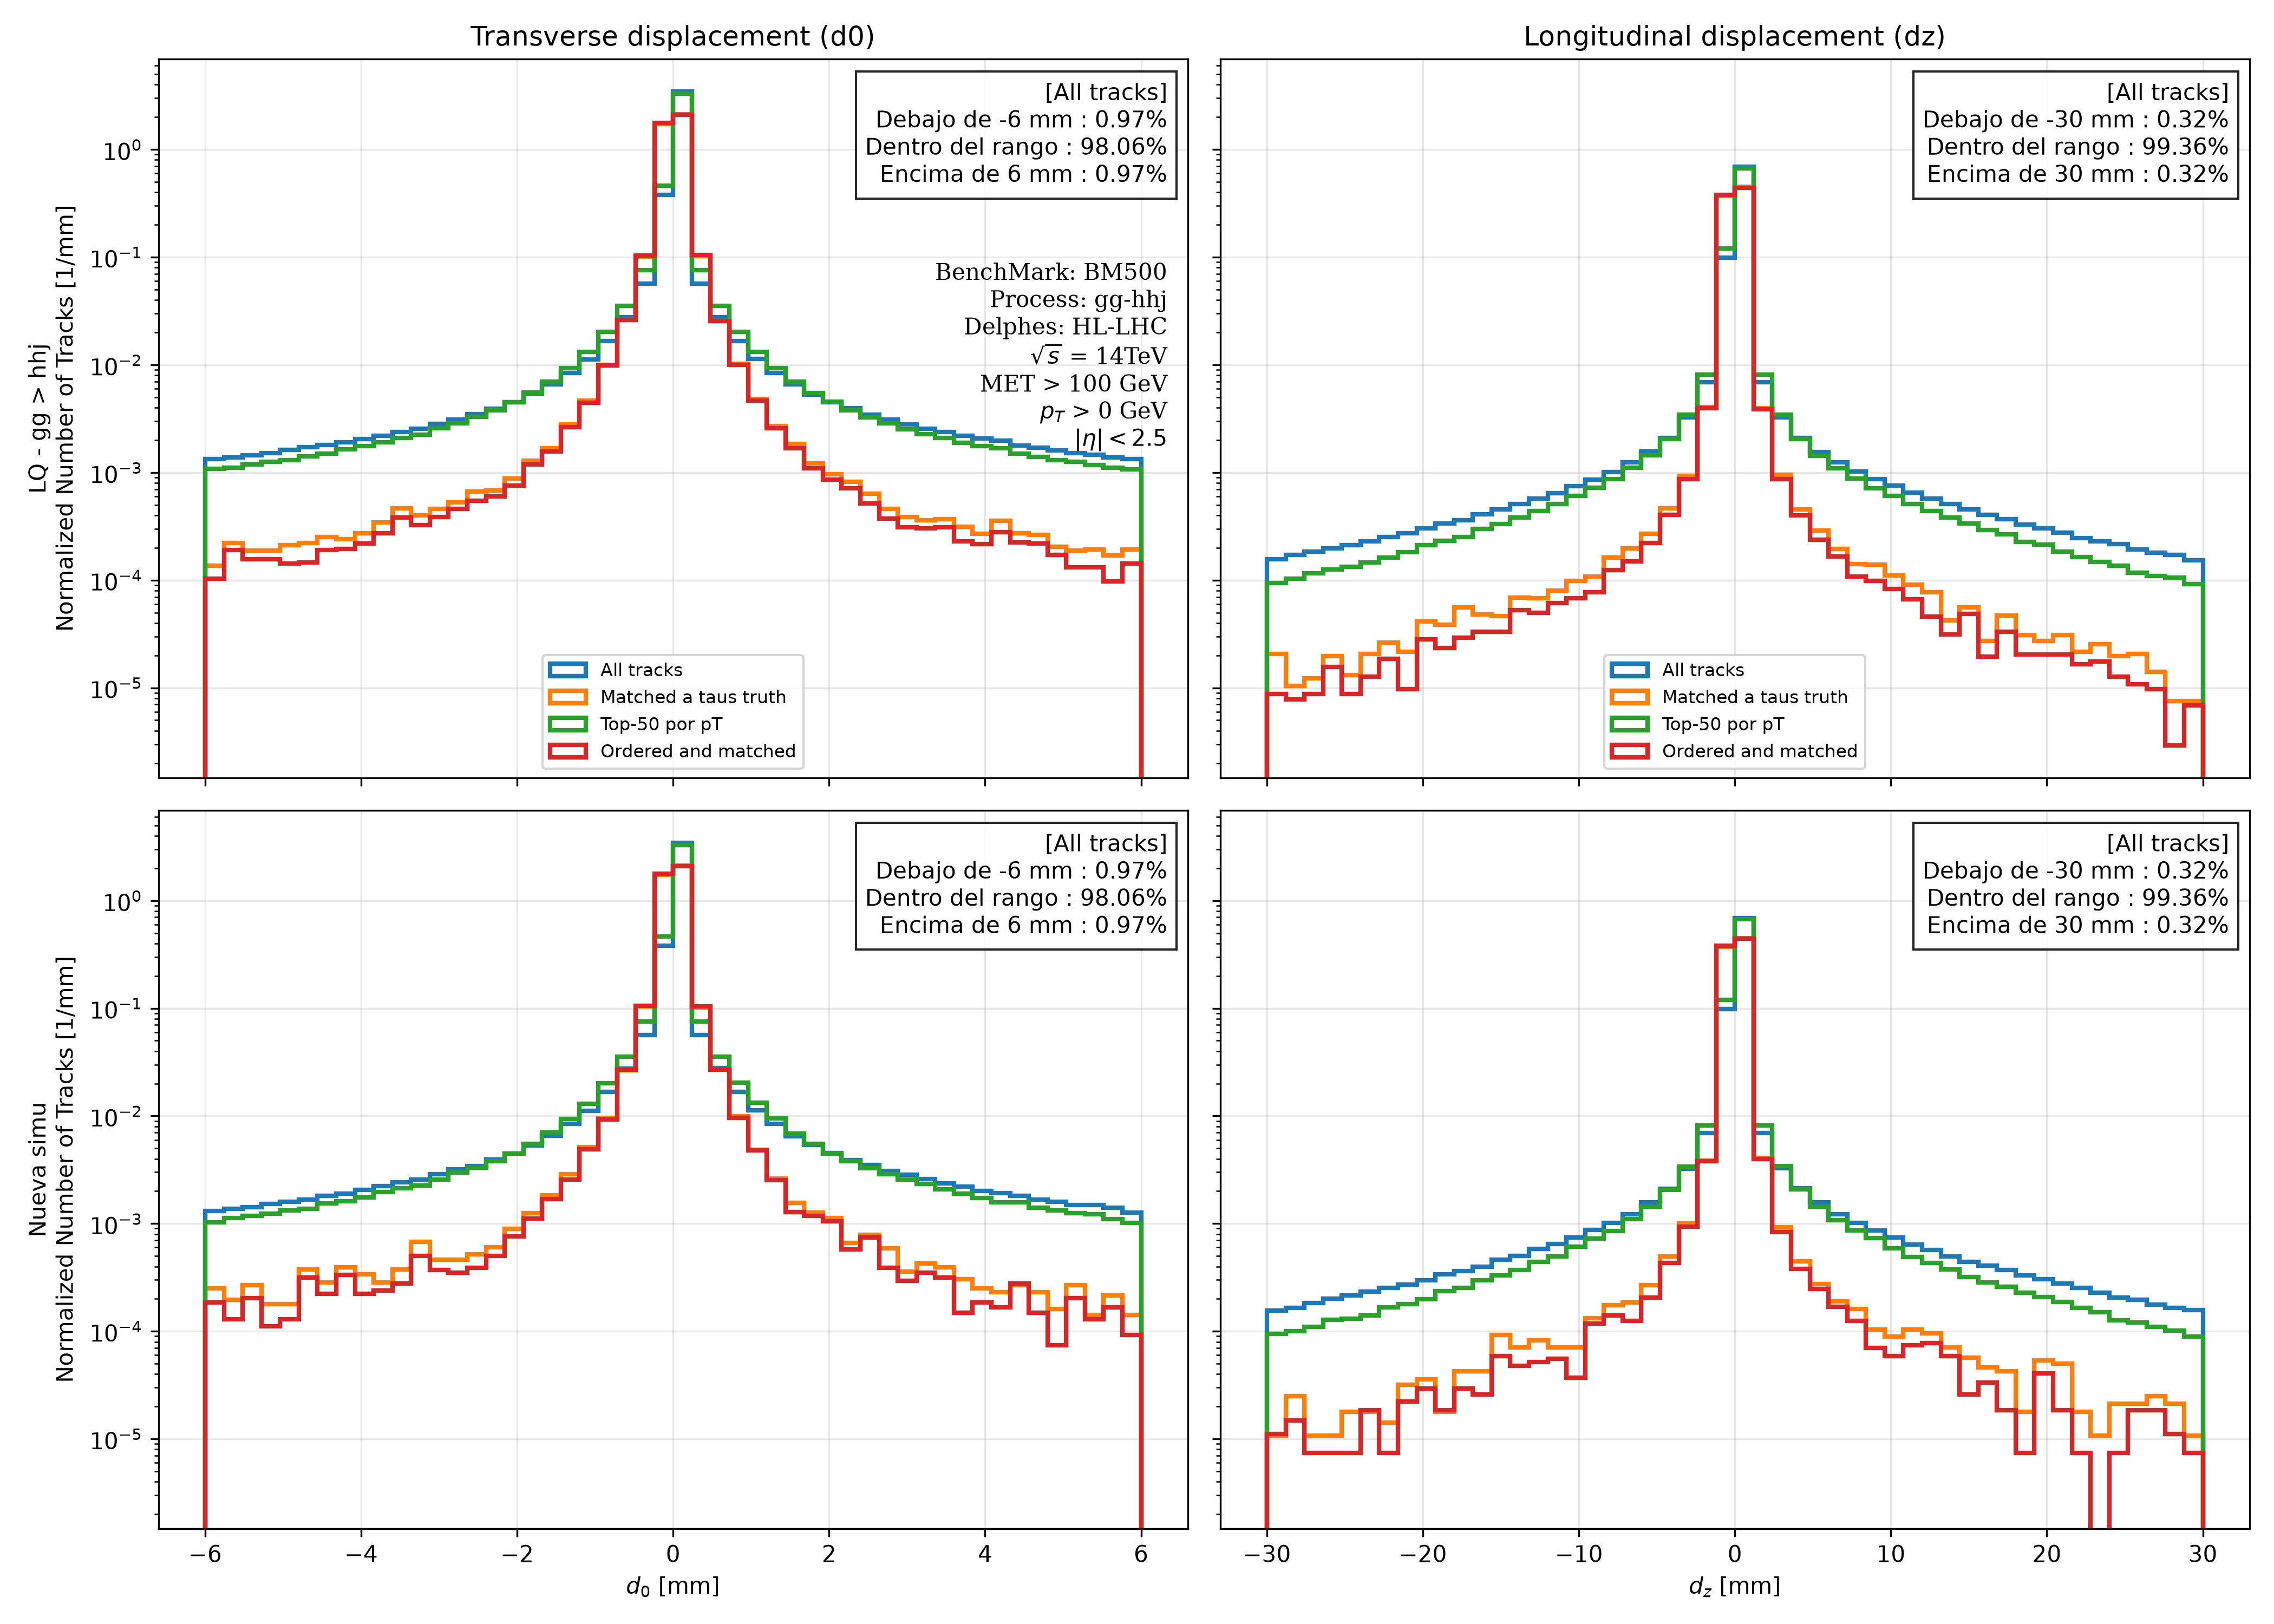 Transverse displacement (d0)
Longitudinal displacement (dz)
LQ - gg > hhj
Normalized Number of Tracks [1/mm]
10⁰
10⁻¹
10⁻²
10⁻³
10⁻⁴
10⁻⁵
[All tracks]
Debajo de -6 mm : 0.97%
Dentro del rango : 98.06%
Encima de 6 mm : 0.97%
BenchMark: BM500
Process: gg-hhj
Delphes: HL-LHC
√s = 14TeV
MET > 100 GeV
p_T > 0 GeV
|η| < 2.5
All tracks
Matched a taus truth
Top-50 por pT
Ordered and matched
[All tracks]
Debajo de -30 mm : 0.32%
Dentro del rango : 99.36%
Encima de 30 mm : 0.32%
All tracks
Matched a taus truth
Top-50 por pT
Ordered and matched
Nueva simu
Normalized Number of Tracks [1/mm]
10⁰
10⁻¹
10⁻²
10⁻³
10⁻⁴
10⁻⁵
[All tracks]
Debajo de -6 mm : 0.97%
Dentro del rango : 98.06%
Encima de 6 mm : 0.97%
−6 −4 −2 0 2 4 6
d₀ [mm]
[All tracks]
Debajo de -30 mm : 0.32%
Dentro del rango : 99.36%
Encima de 30 mm : 0.32%
−30 −20 −10 0 10 20 30
d_z [mm]